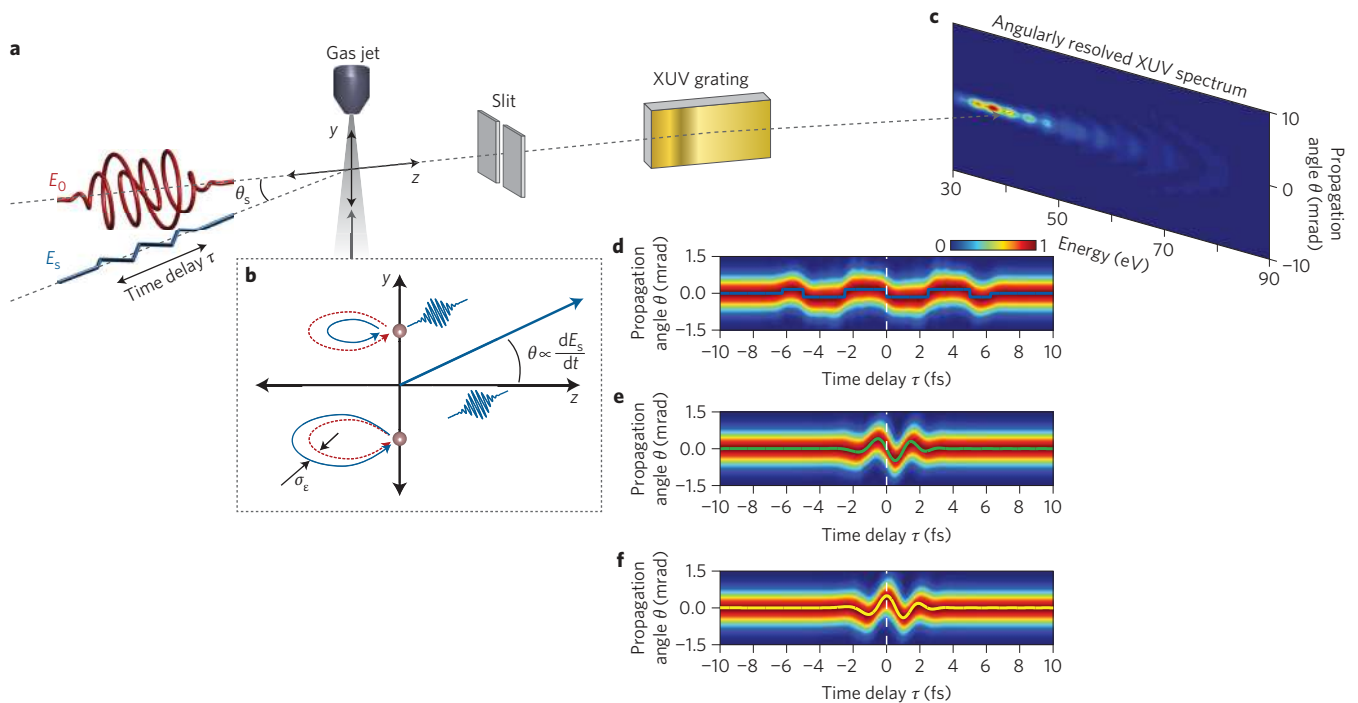 a
Gas jet
y
z
E0
θs
Es
Time delay τ
Slit
XUV grating
c
Angularly resolved XUV spectrum
10
0
−10
Propagation
angle θ (mrad)
30
50
70
90
Energy (eV)
b
y
z
θ ∝ dEs/dt
σε
d
0
1
Propagation
angle θ (mrad)
1.5
0.0
−1.5
−10 −8 −6 −4 −2 0 2 4 6 8 10
Time delay τ (fs)
e
Propagation
angle θ (mrad)
1.5
0.0
−1.5
−10 −8 −6 −4 −2 0 2 4 6 8 10
Time delay τ (fs)
f
Propagation
angle θ (mrad)
1.5
0.0
−1.5
−10 −8 −6 −4 −2 0 2 4 6 8 10
Time delay τ (fs)